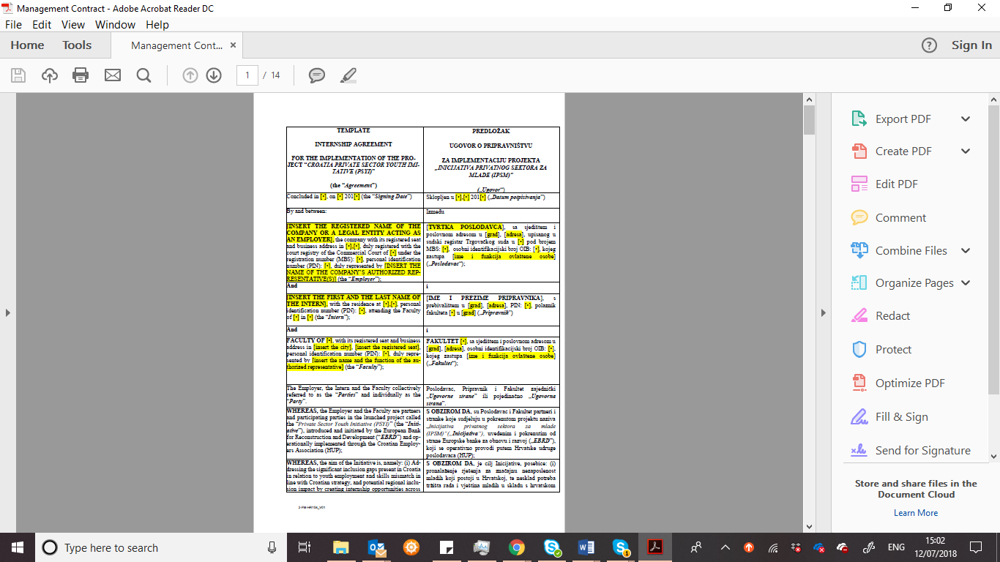 Management Contract - Adobe Acrobat Reader DC
File Edit View Window Help
Home Tools Management Cont... × Sign In
1 / 14
TEMPLATE
INTERNSHIP AGREEMENT
FOR THE IMPLEMENTATION OF THE PRO-
JECT “CROATIA PRIVATE SECTOR YOUTH IMI-
TATIVE (PSYI)”
(the “Agreement”)
PREDLOŽAK
UGOVOR O PRIPRAVNIŠTVU
ZA IMPLEMENTACIJU PROJEKTA
„INICIJATIVA PRIVATNOG SEKTORA ZA
MLADE (IPSM)“
(„Ugovor“)
Concluded in [•], on [•] 201[•] (the “Signing Date”)
Sklopljen u [•],[•] 201[•] („Datum potpisivanja”)
By and between:
Između
[INSERT THE REGISTERED NAME OF THE
COMPANY OR A LEGAL ENTITY ACTING AS
AN EMPLOYER], the company with its registered seat
and business address in [•],[•], duly registered with the
court registry of the Commercial Court of [•] under the
registration number (MBS): [•], personal identification
number (PIN): [•], duly represented by [INSERT THE
NAME OF THE COMPANY’S AUTHORIZED REP-
RESENTATIVE(S)] (the “Employer”);
[TVRTKA POSLODAVCA], sa sjedištem i
poslovnom adresom u [grad], [adresa], upisanog u
sudski registar Trgovačkog suda u [•] pod brojem
MBS: [•], osobni identifikacijski broj OIB: [•], kojeg
zastupa [ime i funkcija ovlaštene osobe]
(„Poslodavac“);
And
i
[INSERT THE FIRST AND THE LAST NAME OF
THE INTERN], with the residence at [•],[•], personal
identification number (PIN): [•], attending the Faculty
of [•] in [•] (the “Intern”);
[IME I PREZIME PRIPRAVNIKA], s
prebivalištem u [grad], [adresa], PIN: [•], polaznik
fakulteta [•] u [grad] („Pripravnik”)
And
i
FACULTY OF [•], with its registered seat and business
address in [insert the city], [insert the registered seat],
personal identification number (PIN): [•], duly repre-
sented by [insert the name and the function of the au-
thorized representative] (the “Faculty”);
FAKULTET [•], sa sjedištem i poslovnom adresom u
[grad], [adresa], osobni identifikacijski broj OIB: [•],
kojeg zastupa [ime i funkcija ovlaštene osobe]
(„Fakultet“);
The Employer, the Intern and the Faculty collectively
referred to as the “Parties” and individually as the
“Party”.
Poslodavac, Pripravnik i Fakultet zajednički
„Ugovorne strane” ili pojedinačno „Ugovorna
strana”.
WHEREAS, the Employer and the Faculty are partners
and participating parties in the launched project called
the “Private Sector Youth Initiative (PSYI)” (the “Initi-
ative”), introduced and initiated by the European Bank
for Reconstruction and Development (“EBRD”) and op-
erationally implemented through the Croatian Employ-
ers Association (HUP);
S OBZIROM DA, su Poslodavac i Fakultet partneri i
stranke koje sudjeluju u pokrenutom projektu naziva
„Inicijativa privatnog sektora za mlade
(IPSM)“(„Inicijativa“), uvedenim i pokrenutim od
strane Europske banke za obnovu i razvoj („EBRD”),
koji se operativno provodi putem Hrvatske udruge
poslodavaca (HUP);
WHEREAS, the aim of the Initiative is, namely: (i) Ad-
dressing the significant inclusion gaps present in Croatia
in relation to youth employment and skills mismatch in
line with Croatian strategy, and potential regional inclu-
sion impact by creating internship opportunities across
S OBZIROM DA, je cilj Inicijative, posebice: (i)
pronalaženje rješenja za značajnu nezaposlenost
mladih koji postoji u Hrvatskoj, te nesklad potreba
tržišta rada i vještina mladih u skladu s hrvatskom
2-FM-HR104_V01
Export PDF
Create PDF
Edit PDF
Comment
Combine Files
Organize Pages
Redact
Protect
Optimize PDF
Fill & Sign
Send for Signature
Store and share files in the
Document Cloud
Learn More
Type here to search
ENG
15:02
12/07/2018